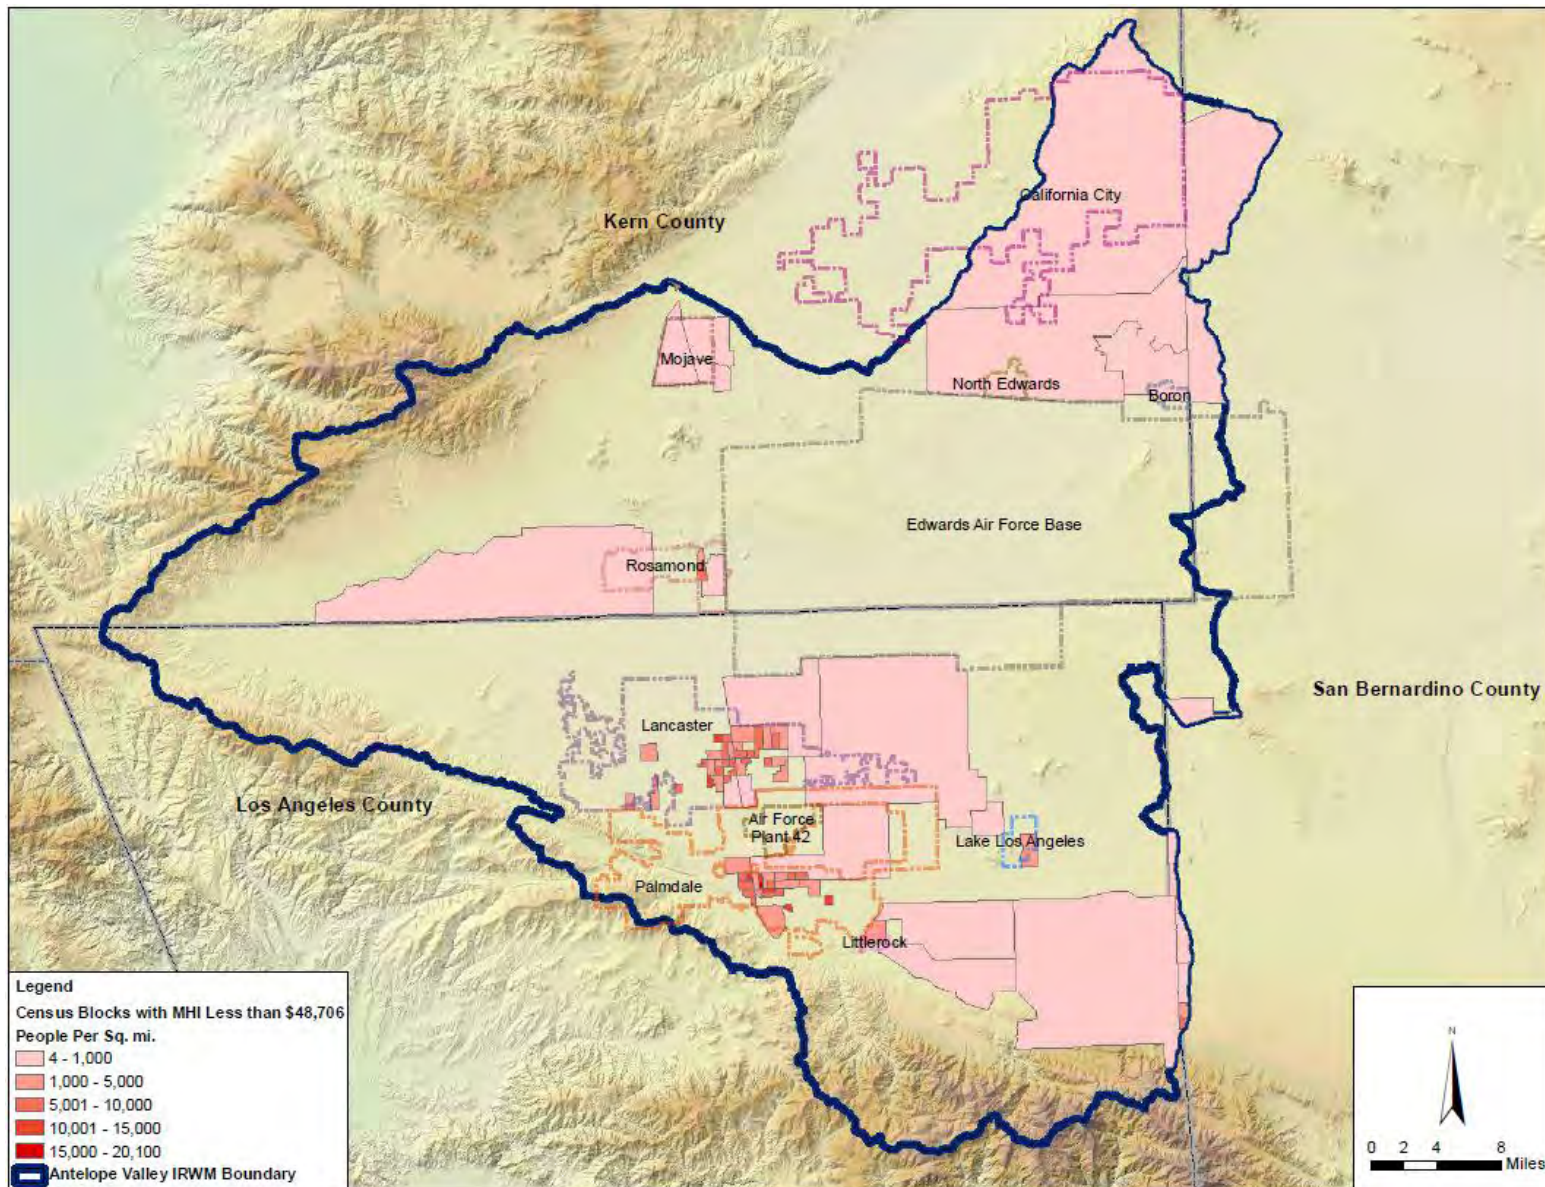 Kern County
California City
Mojave
North Edwards
Boron
Edwards Air Force Base
Rosamond
San Bernardino County
Lancaster
Los Angeles County
Air Force
Plant 42
Lake Los Angeles
Palmdale
Littlerock
Legend
Census Blocks with MHI Less than $48,706
People Per Sq. mi.
4 - 1,000
1,000 - 5,000
5,001 - 10,000
10,001 - 15,000
15,000 - 20,100
Antelope Valley IRWM Boundary
N
0 2 4 8
Miles